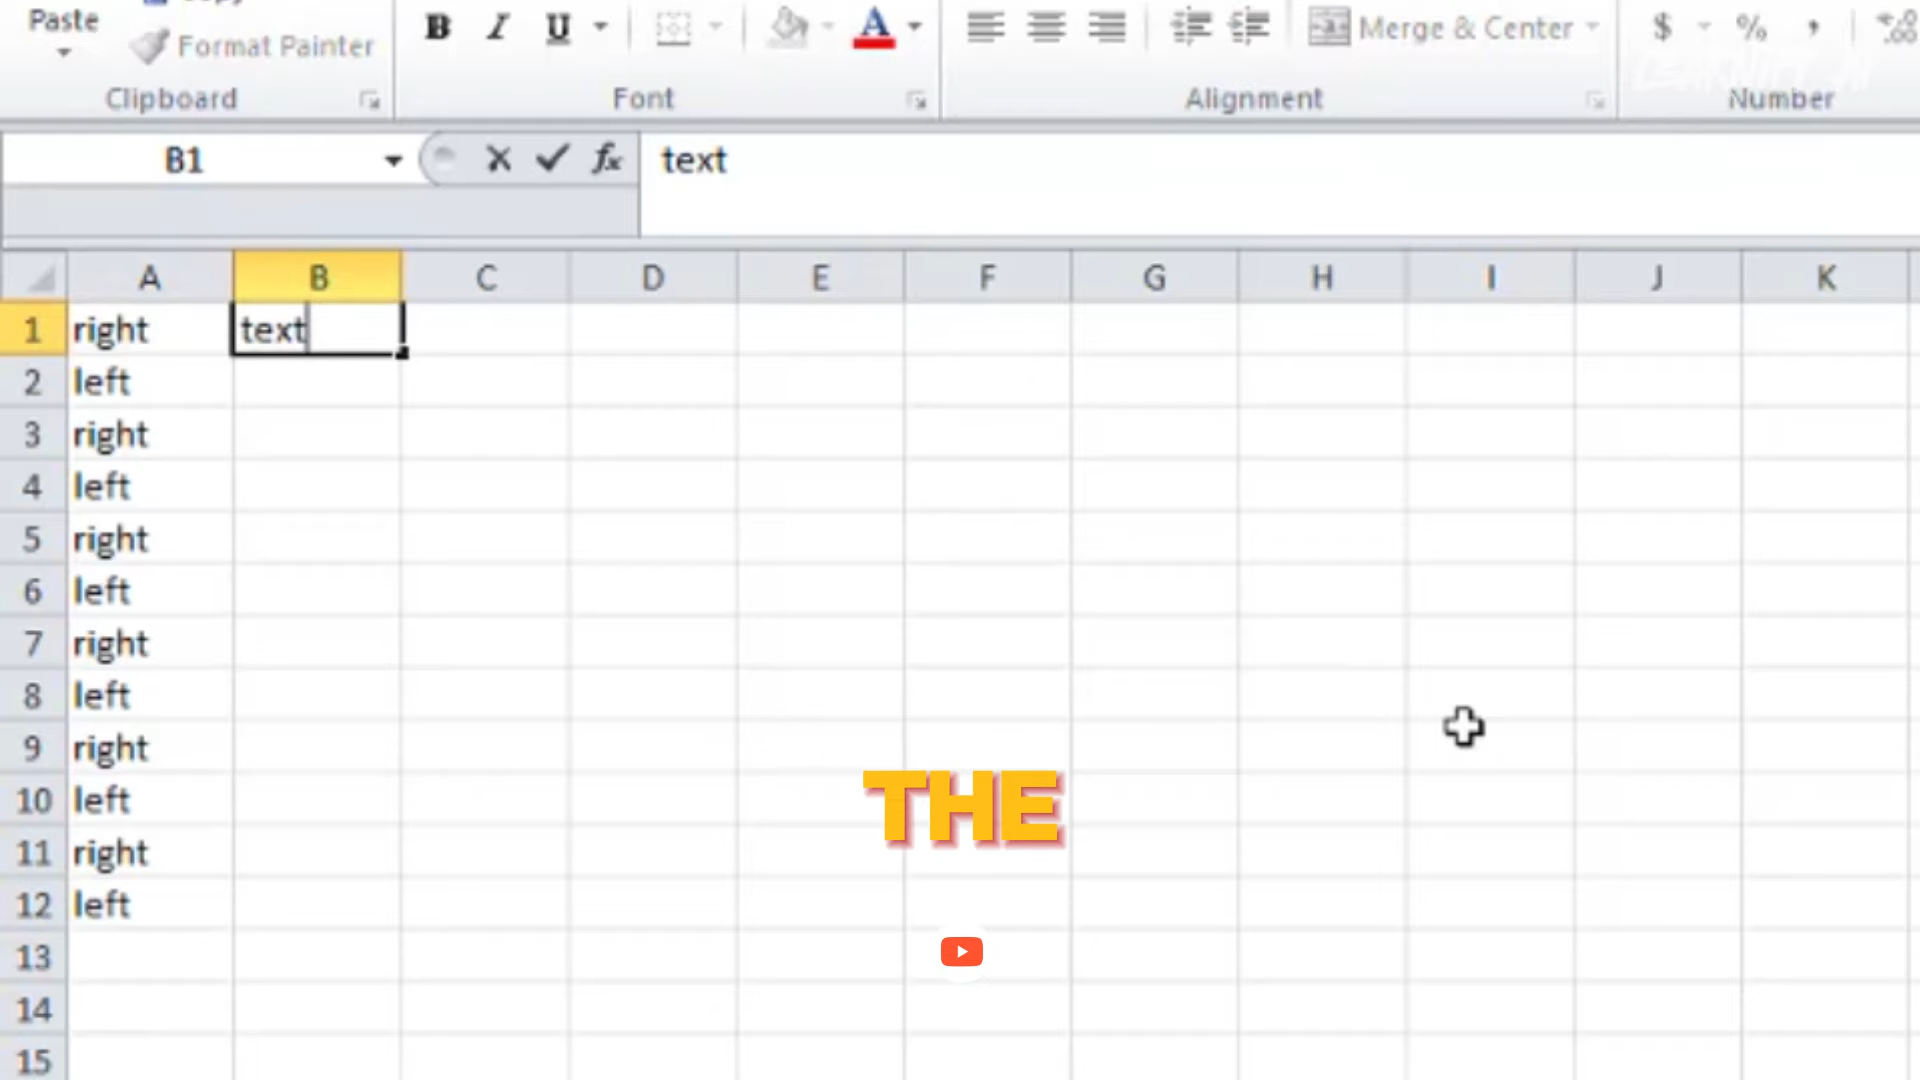 Paste
Format Painter
B I U A Merge & Center $ % ,
Clipboard Font Alignment Number
B1 fx text
A B C D E F G H I J K
1 right text
2 left
3 right
4 left
5 right
6 left
7 right
8 left
9 right
10 left
THE
11 right
12 left
13
14
15